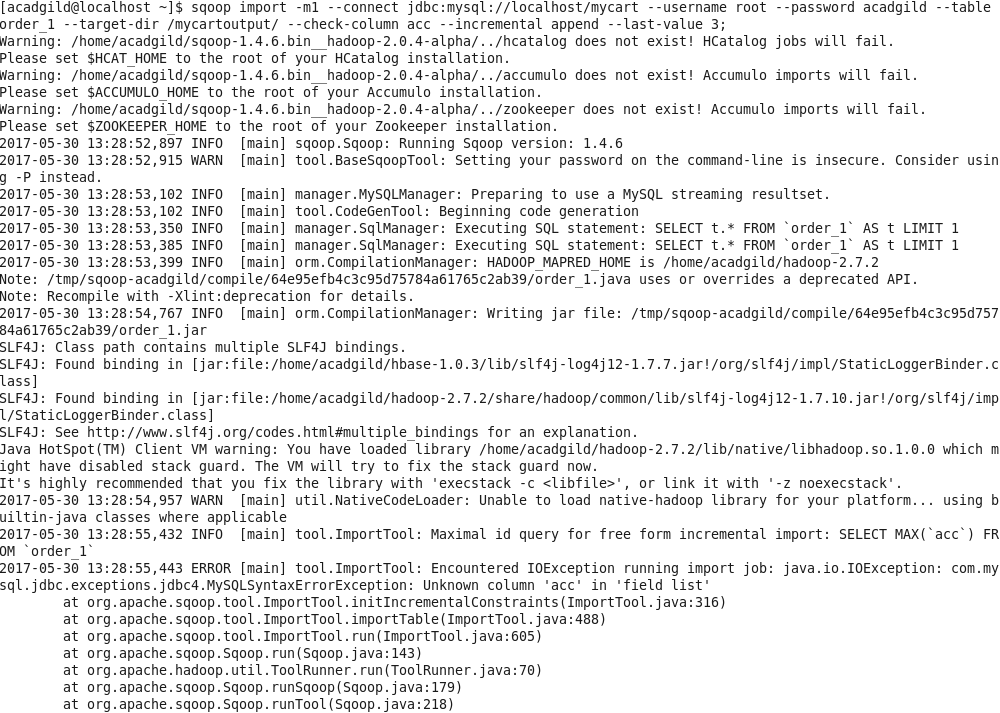 [acadgild@localhost ~]$ sqoop import -m1 --connect jdbc:mysql://localhost/mycart --username root --password acadgild --table
order_1 --target-dir /mycartoutput/ --check-column acc --incremental append --last-value 3;
Warning: /home/acadgild/sqoop-1.4.6.bin__hadoop-2.0.4-alpha/../hcatalog does not exist! HCatalog jobs will fail.
Please set $HCAT_HOME to the root of your HCatalog installation.
Warning: /home/acadgild/sqoop-1.4.6.bin__hadoop-2.0.4-alpha/../accumulo does not exist! Accumulo imports will fail.
Please set $ACCUMULO_HOME to the root of your Accumulo installation.
Warning: /home/acadgild/sqoop-1.4.6.bin__hadoop-2.0.4-alpha/../zookeeper does not exist! Accumulo imports will fail.
Please set $ZOOKEEPER_HOME to the root of your Zookeeper installation.
2017-05-30 13:28:52,897 INFO  [main] sqoop.Sqoop: Running Sqoop version: 1.4.6
2017-05-30 13:28:52,915 WARN  [main] tool.BaseSqoopTool: Setting your password on the command-line is insecure. Consider usin
g -P instead.
2017-05-30 13:28:53,102 INFO  [main] manager.MySQLManager: Preparing to use a MySQL streaming resultset.
2017-05-30 13:28:53,102 INFO  [main] tool.CodeGenTool: Beginning code generation
2017-05-30 13:28:53,350 INFO  [main] manager.SqlManager: Executing SQL statement: SELECT t.* FROM `order_1` AS t LIMIT 1
2017-05-30 13:28:53,385 INFO  [main] manager.SqlManager: Executing SQL statement: SELECT t.* FROM `order_1` AS t LIMIT 1
2017-05-30 13:28:53,399 INFO  [main] orm.CompilationManager: HADOOP_MAPRED_HOME is /home/acadgild/hadoop-2.7.2
Note: /tmp/sqoop-acadgild/compile/64e95efb4c3c95d75784a61765c2ab39/order_1.java uses or overrides a deprecated API.
Note: Recompile with -Xlint:deprecation for details.
2017-05-30 13:28:54,767 INFO  [main] orm.CompilationManager: Writing jar file: /tmp/sqoop-acadgild/compile/64e95efb4c3c95d757
84a61765c2ab39/order_1.jar
SLF4J: Class path contains multiple SLF4J bindings.
SLF4J: Found binding in [jar:file:/home/acadgild/hbase-1.0.3/lib/slf4j-log4j12-1.7.7.jar!/org/slf4j/impl/StaticLoggerBinder.c
lass]
SLF4J: Found binding in [jar:file:/home/acadgild/hadoop-2.7.2/share/hadoop/common/lib/slf4j-log4j12-1.7.10.jar!/org/slf4j/imp
l/StaticLoggerBinder.class]
SLF4J: See http://www.slf4j.org/codes.html#multiple_bindings for an explanation.
Java HotSpot(TM) Client VM warning: You have loaded library /home/acadgild/hadoop-2.7.2/lib/native/libhadoop.so.1.0.0 which m
ight have disabled stack guard. The VM will try to fix the stack guard now.
It's highly recommended that you fix the library with 'execstack -c <libfile>', or link it with '-z noexecstack'.
2017-05-30 13:28:54,957 WARN  [main] util.NativeCodeLoader: Unable to load native-hadoop library for your platform... using b
uiltin-java classes where applicable
2017-05-30 13:28:55,432 INFO  [main] tool.ImportTool: Maximal id query for free form incremental import: SELECT MAX(`acc`) FR
OM `order_1`
2017-05-30 13:28:55,443 ERROR [main] tool.ImportTool: Encountered IOException running import job: java.io.IOException: com.my
sql.jdbc.exceptions.jdbc4.MySQLSyntaxErrorException: Unknown column 'acc' in 'field list'
        at org.apache.sqoop.tool.ImportTool.initIncrementalConstraints(ImportTool.java:316)
        at org.apache.sqoop.tool.ImportTool.importTable(ImportTool.java:488)
        at org.apache.sqoop.tool.ImportTool.run(ImportTool.java:605)
        at org.apache.sqoop.Sqoop.run(Sqoop.java:143)
        at org.apache.hadoop.util.ToolRunner.run(ToolRunner.java:70)
        at org.apache.sqoop.Sqoop.runSqoop(Sqoop.java:179)
        at org.apache.sqoop.Sqoop.runTool(Sqoop.java:218)